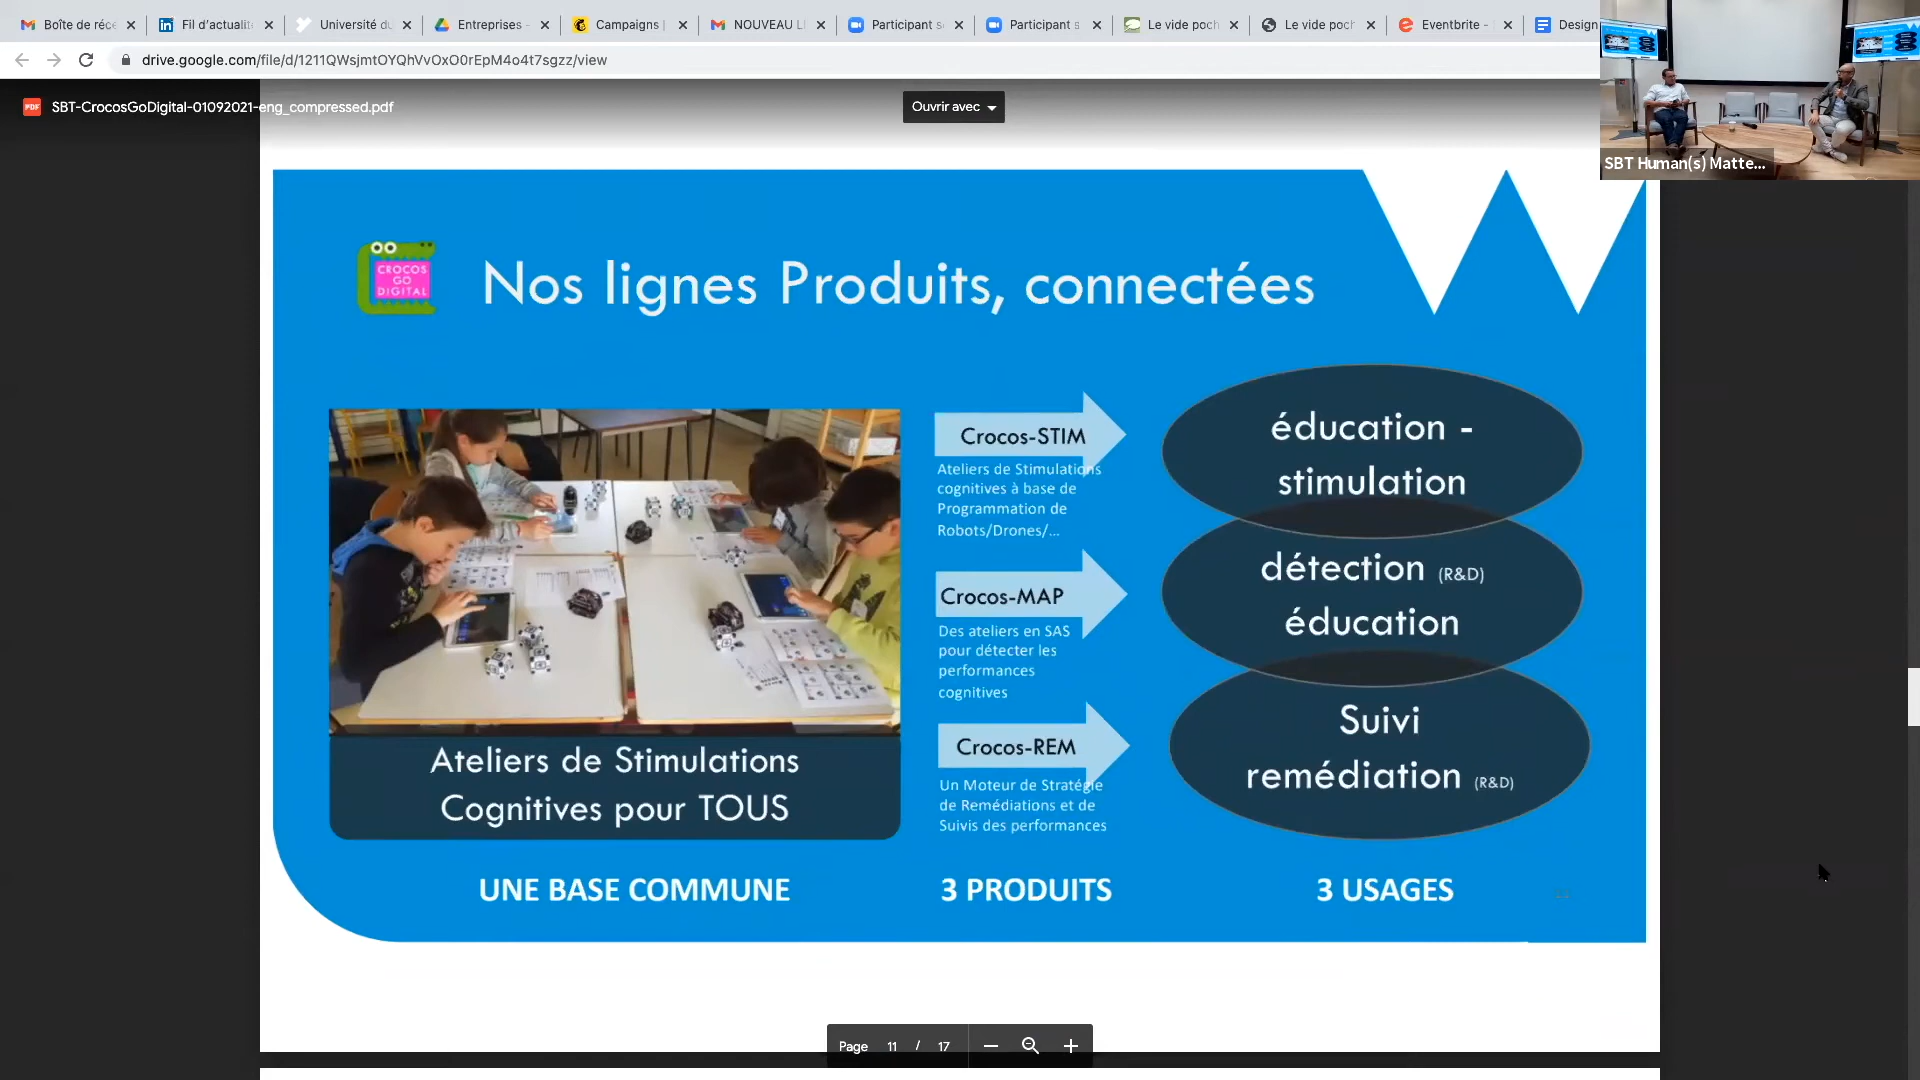 Boîte de réce
Fil d'actualit
Université du
Entreprises -
Campaigns |
NOUVEAU L
Participant s
Participant s
Le vide poch
Le vide poch
Eventbrite -
Design
drive.google.com/file/d/1211QWsjmtOYQhVvOxO0rEpM4o4t7sgzz/view
PDF
SBT-CrocosGoDigital-01092021-eng_compressed.pdf
Ouvrir avec
SBT Human(s) Matte...
CROCOS
GO
DIGITAL
Nos lignes Produits, connectées
Ateliers de Stimulations
Cognitives pour TOUS
UNE BASE COMMUNE
Crocos-STIM
Ateliers de Stimulations
cognitives à base de
Programmation de
Robots/Drones/...
Crocos-MAP
Des ateliers en SAS
pour détecter les
performances
cognitives
Crocos-REM
Un Moteur de Stratégie
de Remédiations et de
Suivis des performances
3 PRODUITS
éducation -
stimulation
détection (R&D)
éducation
Suivi
remédiation (R&D)
3 USAGES
Page 11 / 17